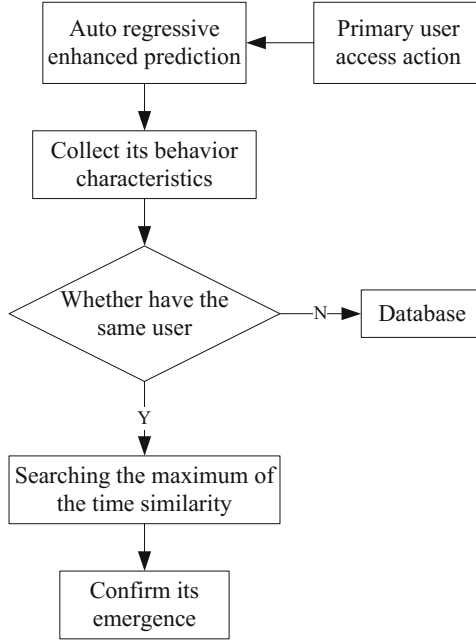 Auto regressive
enhanced prediction
Primary user
access action
Collect its behavior
characteristics
Whether have the
same user
N
Database
Y
Searching the maximum of
the time similarity
Confirm its
emergence